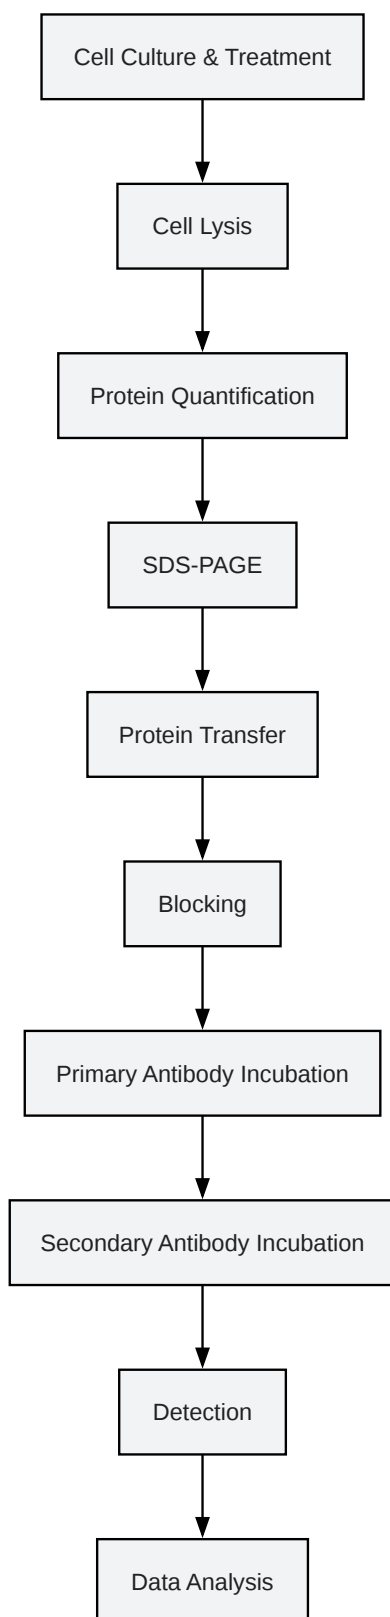 Cell Culture & Treatment
Cell Lysis
Protein Quantification
SDS-PAGE
Protein Transfer
Blocking
Primary Antibody Incubation
Secondary Antibody Incubation
Detection
Data Analysis